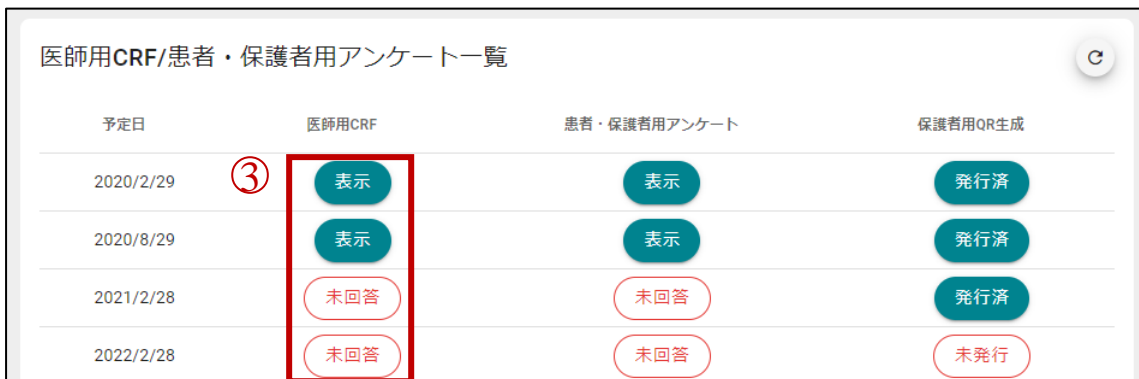 医師用CRF/患者・保護者用アンケート一覧
予定日 医師用CRF 患者・保護者用アンケート 保護者用QR生成
③
2020/2/29 表示 表示 発行済
2020/8/29 表示 表示 発行済
2021/2/28 未回答 未回答 発行済
2022/2/28 未回答 未回答 未発行